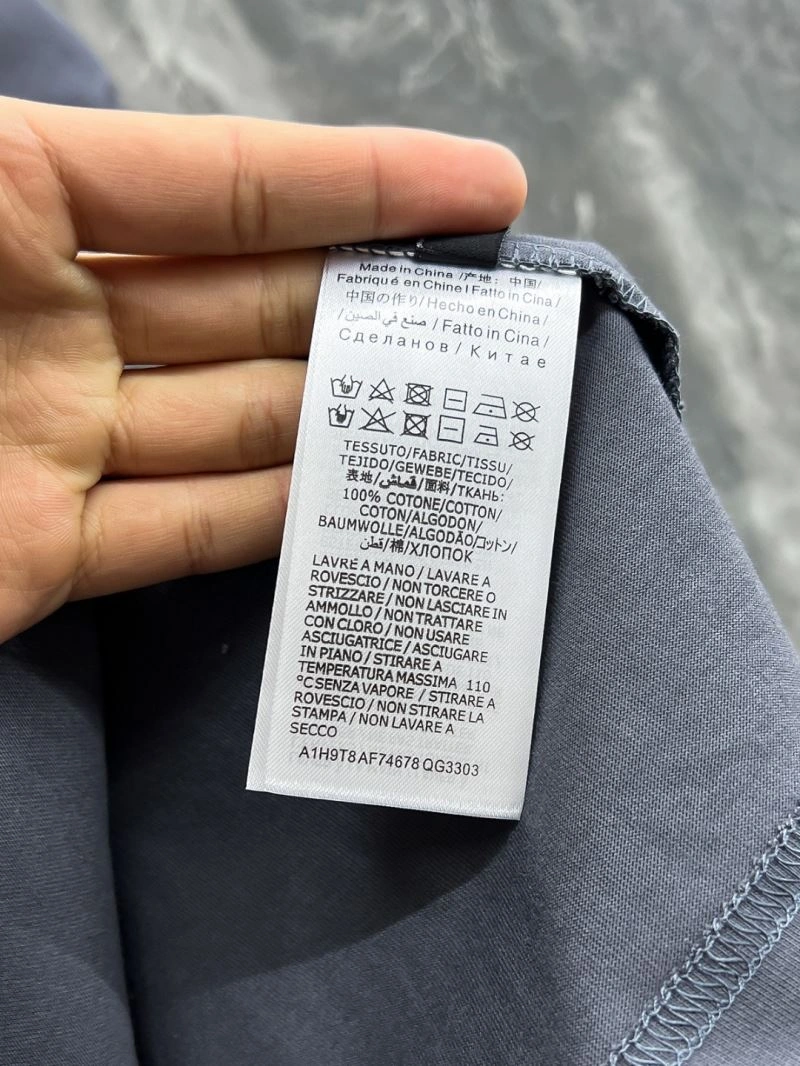 Made in China /产地: 中国/
Fabriqué en Chine I Fatto in Cina/
中国の作り/Hecho en China/
/صنع في الصين / Fatto in Cina/
Сделанов/Китае
TESSUTO/FABRIC/TISSU/
TEJIDO/GEWEBE/TECIDO/
表地/قماش/面料/ТКАНЬ:
100% COTONE/COTTON/
COTON/ALGODON/
BAUMWOLLE/ALGODÃO/コットン/
قطن/棉/ХЛОПОК
LAVRE A MANO / LAVARE A
ROVESCIO / NON TORCERE O
STRIZZARE / NON LASCIARE IN
AMMOLLO / NON TRATTARE
CON CLORO / NON USARE
ASCIUGATRICE / ASCIUGARE
IN PIANO / STIRARE A
TEMPERATURA MASSIMA 110
°C SENZA VAPORE / STIRARE A
ROVESCIO / NON STIRARE LA
STAMPA / NON LAVARE A
SECCO
A1H9T8 AF74678 QG3303